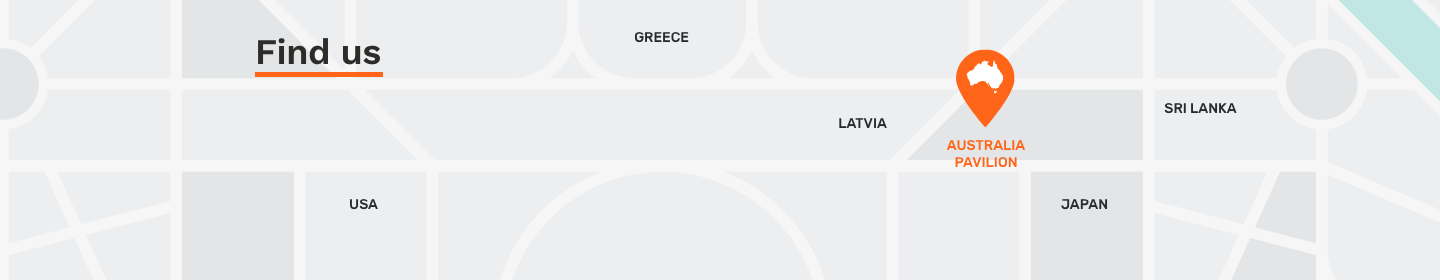 Find us
GREECE
LATVIA
SRI LANKA
AUSTRALIA
PAVILION
USA
JAPAN